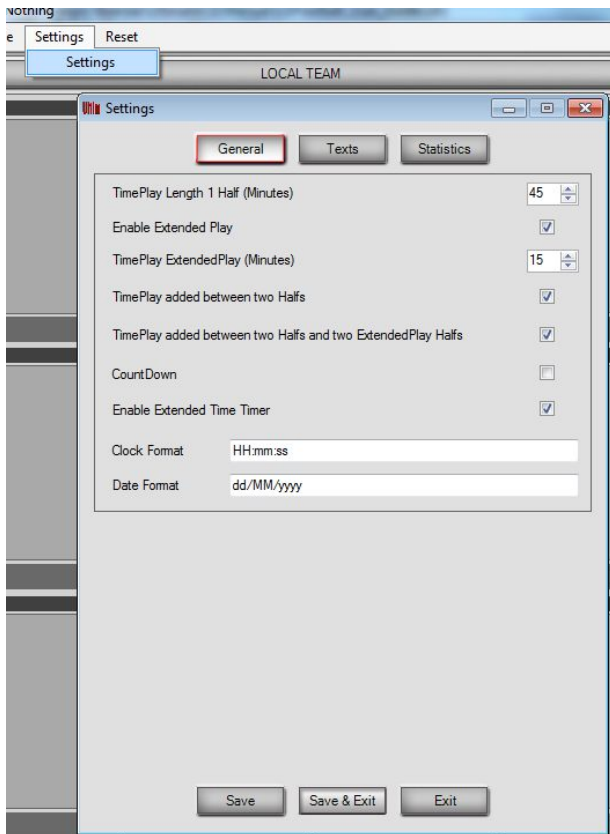 Nothing
e Settings Reset
Settings
LOCAL TEAM
Settings
General Texts Statistics
TimePlay Length 1 Half (Minutes) 45
Enable Extended Play
TimePlay ExtendedPlay (Minutes) 15
TimePlay added between two Halfs
TimePlay added between two Halfs and two ExtendedPlay Halfs
CountDown
Enable Extended Time Timer
Clock Format HH:mm:ss
Date Format dd/MM/yyyy
Save Save & Exit Exit